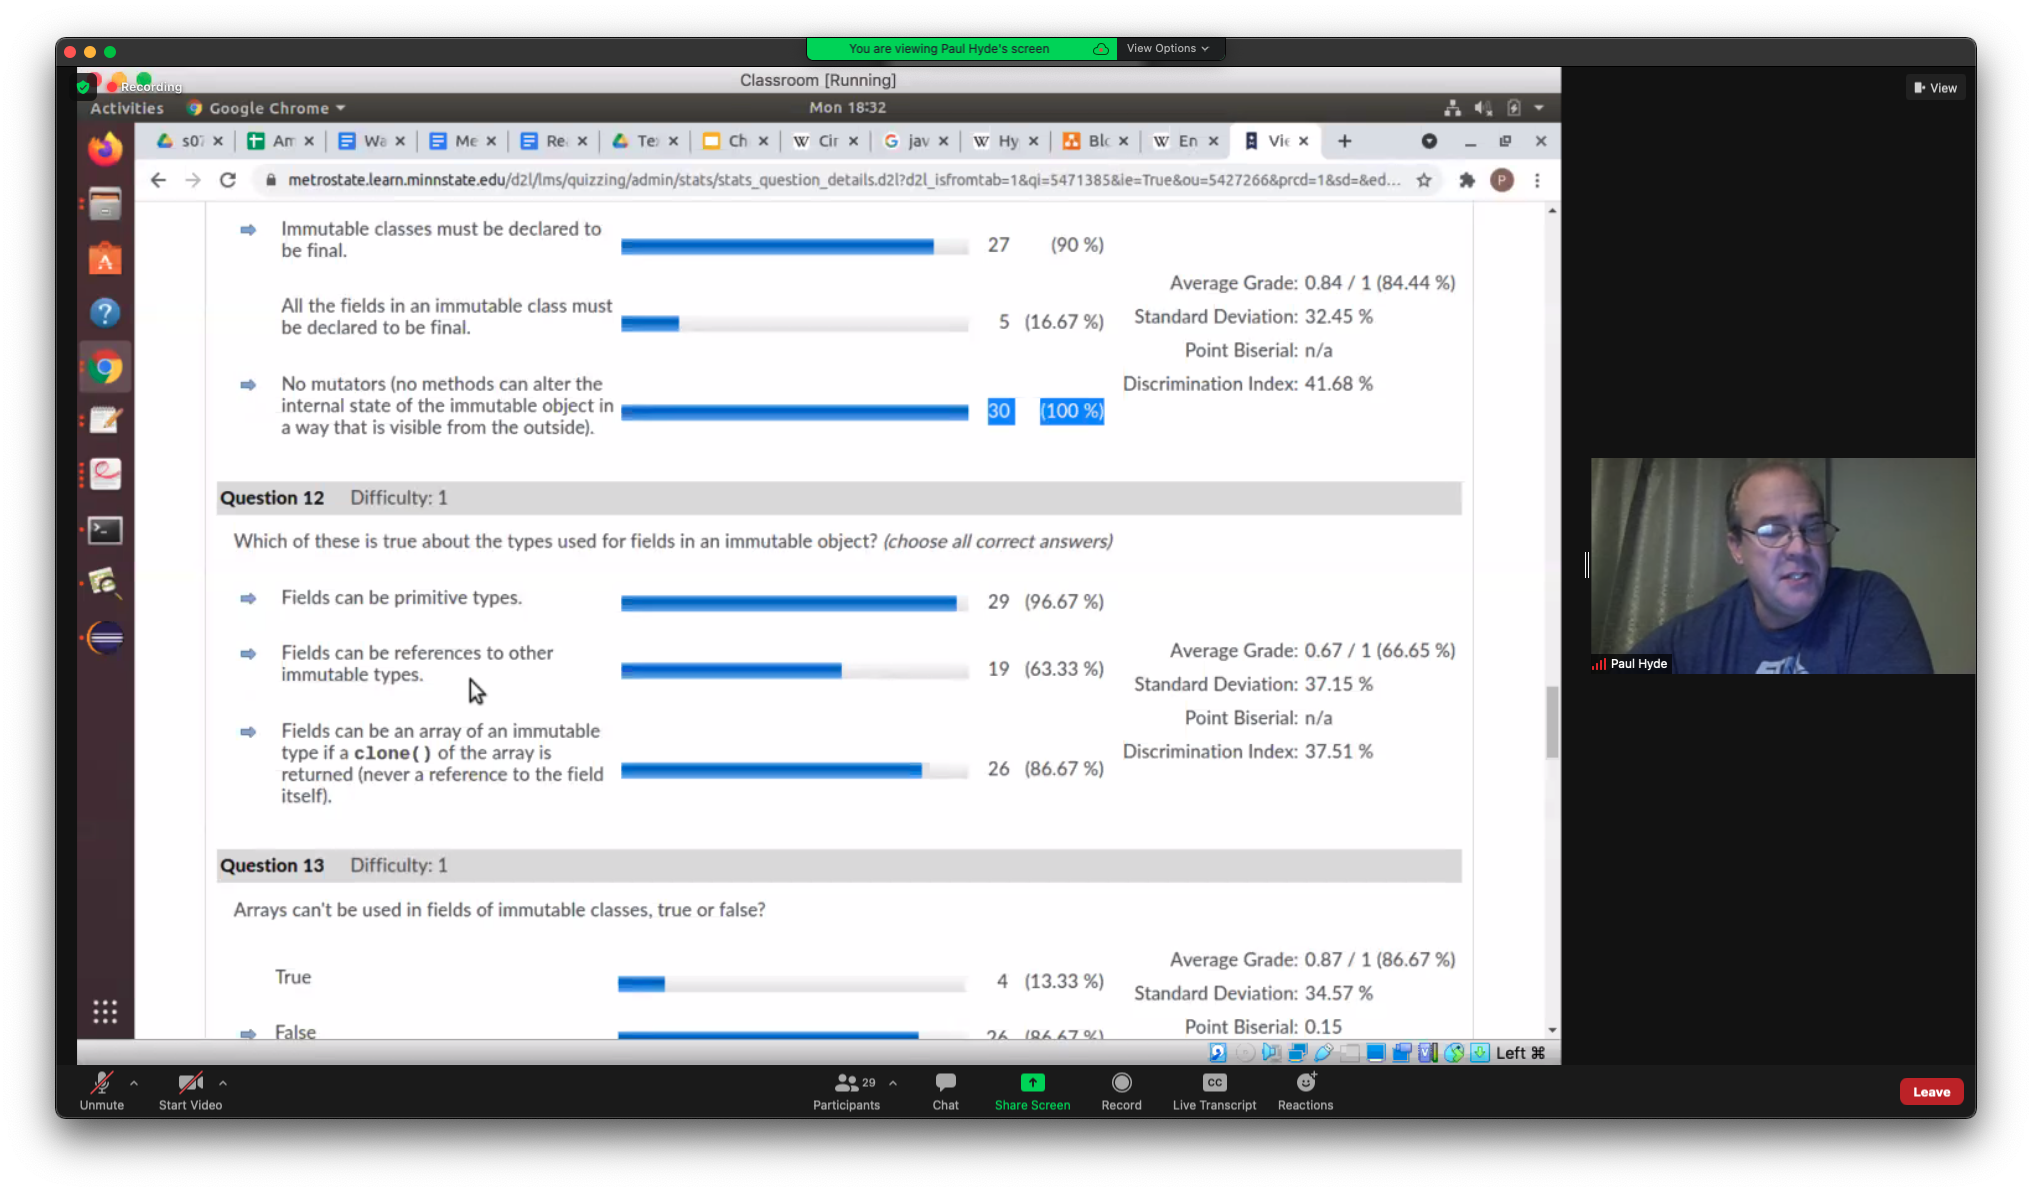 You are viewing Paul Hyde's screen
View Options
Classroom [Running]
Recording
View
Activities
Google Chrome
Mon 18:32
s07
An
Wa
Me
Re
Te
Ch
Cir
jav
Hy
Blo
En
Vie
metrostate.learn.minnstate.edu/d2l/lms/quizzing/admin/stats/stats_question_details.d2l?d2l_isfromtab=1&qi=5471385&ie=True&ou=5427266&prcd=1&sd=&ed...
P
Immutable classes must be declared to
be final.
27 (90 %)
All the fields in an immutable class must
be declared to be final.
5 (16.67 %)
No mutators (no methods can alter the
internal state of the immutable object in
a way that is visible from the outside).
30 (100 %)
Average Grade: 0.84 / 1 (84.44 %)
Standard Deviation: 32.45 %
Point Biserial: n/a
Discrimination Index: 41.68 %
Question 12 Difficulty: 1
Which of these is true about the types used for fields in an immutable object? (choose all correct answers)
Fields can be primitive types.
29 (96.67 %)
Fields can be references to other
immutable types.
19 (63.33 %)
Fields can be an array of an immutable
type if a clone() of the array is
returned (never a reference to the field
itself).
26 (86.67 %)
Average Grade: 0.67 / 1 (66.65 %)
Standard Deviation: 37.15 %
Point Biserial: n/a
Discrimination Index: 37.51 %
Question 13 Difficulty: 1
Arrays can't be used in fields of immutable classes, true or false?
True
4 (13.33 %)
False
26 (86.67 %)
Average Grade: 0.87 / 1 (86.67 %)
Standard Deviation: 34.57 %
Point Biserial: 0.15
Paul Hyde
Left ⌘
Unmute
Start Video
29
Participants
Chat
Share Screen
Record
CC
Live Transcript
Reactions
Leave